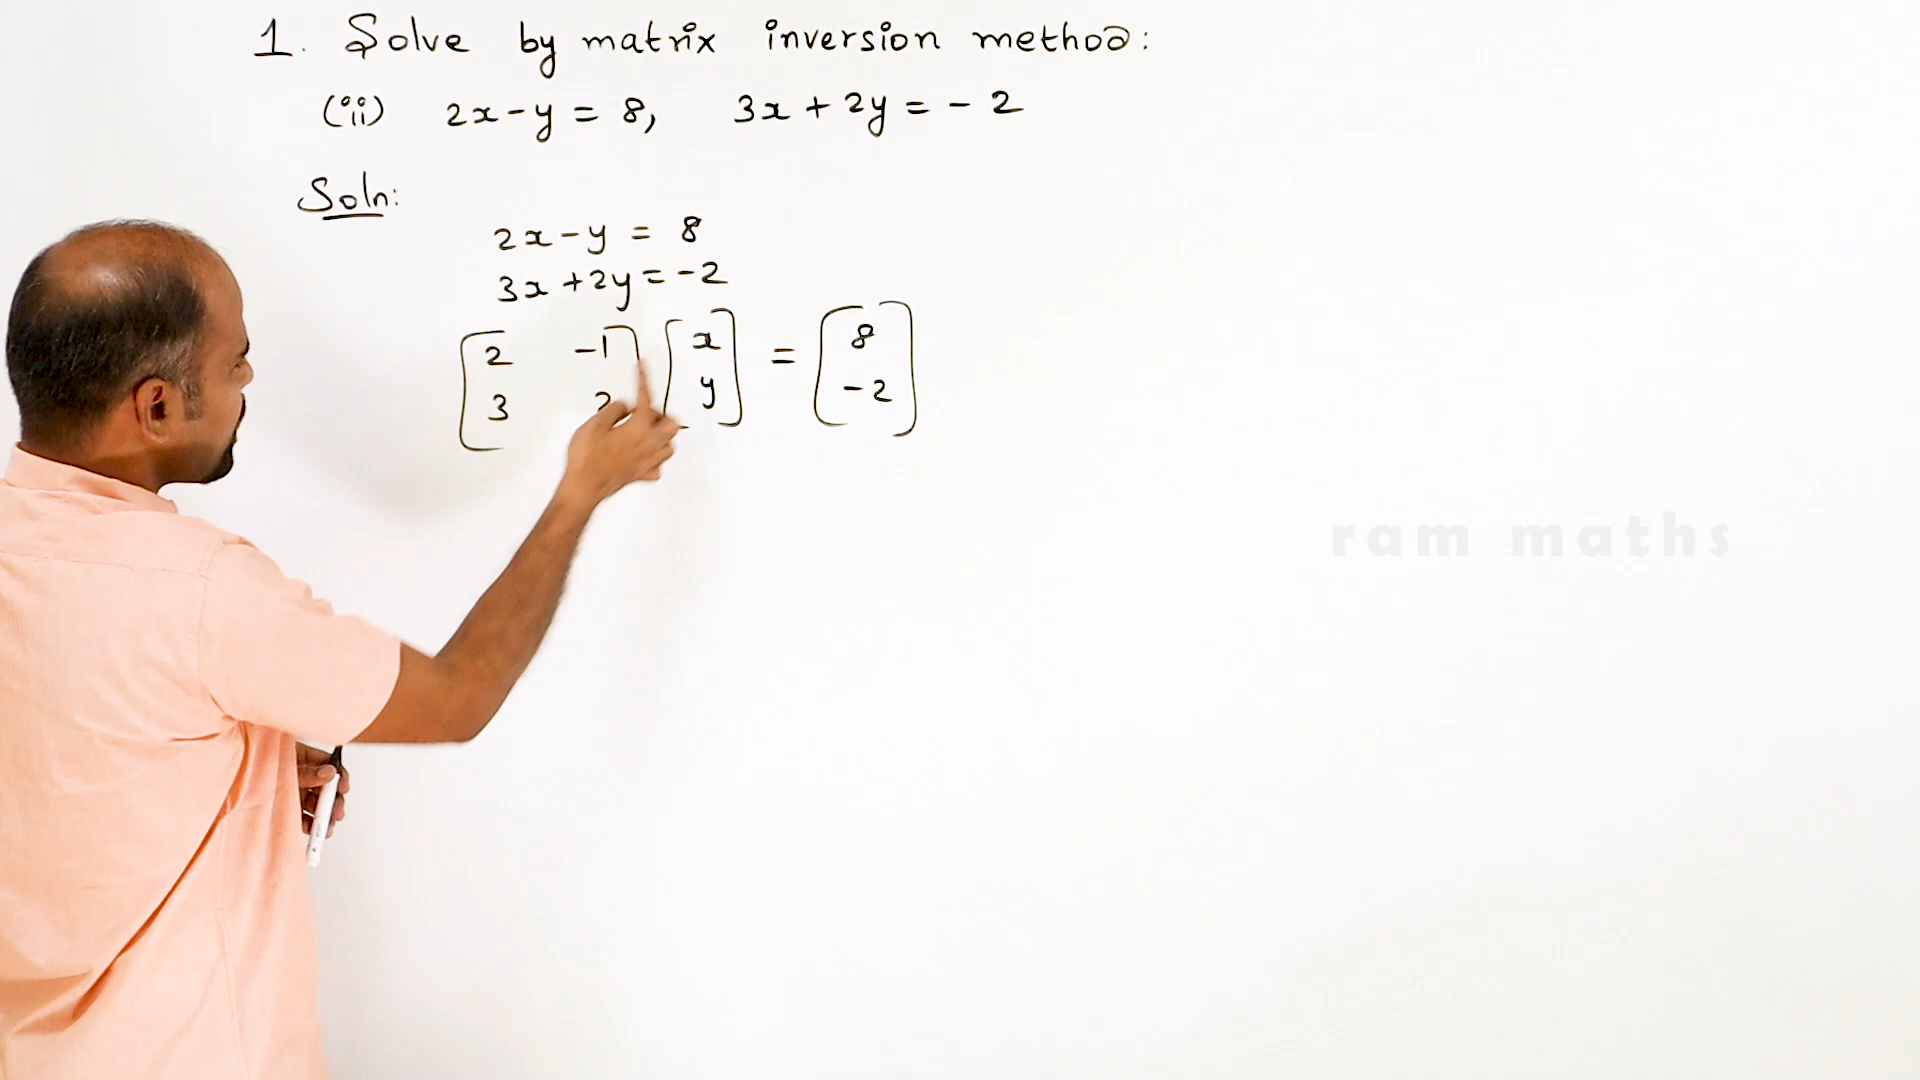 1. Solve by matrix inversion method:
(ii) 2x - y = 8, 3x + 2y = - 2
Soln:
2x - y = 8
3x + 2y = -2
[2 -1] [x] = [8]
[3 2] [y] [-2]
ram maths